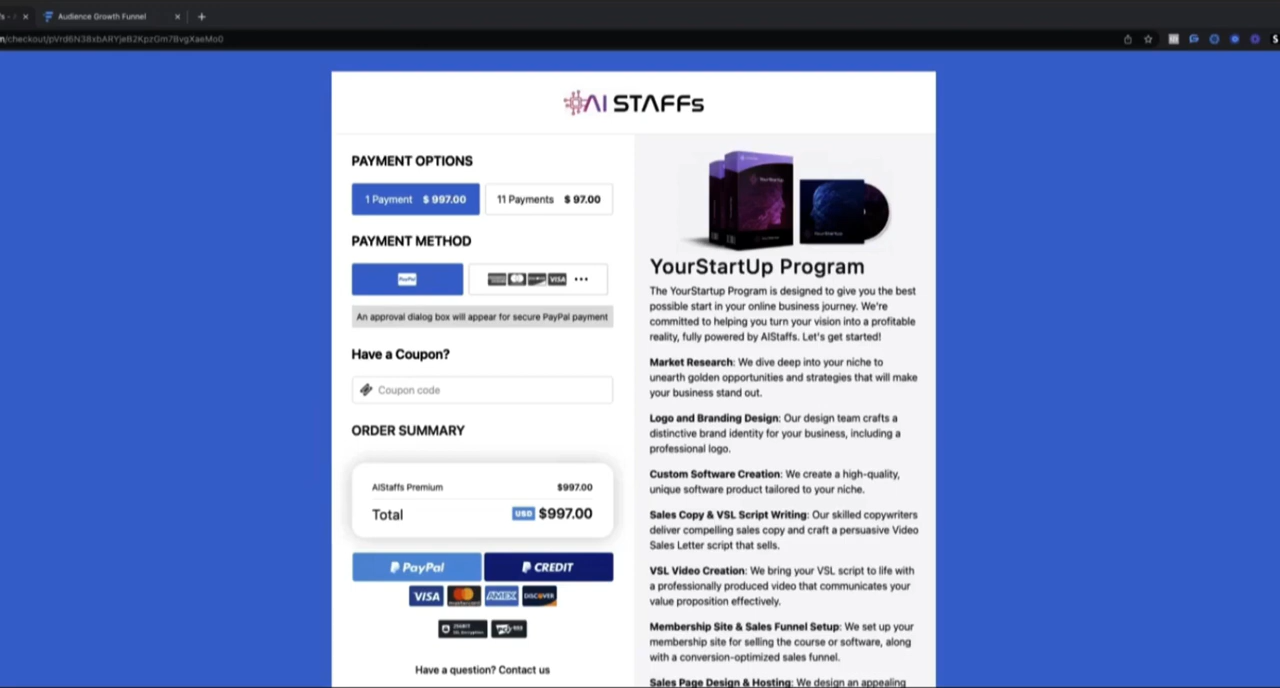 Audience Growth Funnel
/checkout/pVrd6N38xbARYjeB2KpzGm7BvgXaeMo0
AI STAFFs
PAYMENT OPTIONS
1 Payment $ 997.00
11 Payments $ 97.00
PAYMENT METHOD
PayPal
VISA
An approval dialog box will appear for secure PayPal payment
Have a Coupon?
Coupon code
ORDER SUMMARY
AIStaffs Premium $997.00
Total USD $997.00
PayPal
CREDIT
VISA
mastercard
AMEX
DISCOVER
Have a question? Contact us
YourStartUp Program
The YourStartup Program is designed to give you the best
possible start in your online business journey. We're
committed to helping you turn your vision into a profitable
reality, fully powered by AIStaffs. Let's get started!
Market Research: We dive deep into your niche to
unearth golden opportunities and strategies that will make
your business stand out.
Logo and Branding Design: Our design team crafts a
distinctive brand identity for your business, including a
professional logo.
Custom Software Creation: We create a high-quality,
unique software product tailored to your niche.
Sales Copy & VSL Script Writing: Our skilled copywriters
deliver compelling sales copy and craft a persuasive Video
Sales Letter script that sells.
VSL Video Creation: We bring your VSL script to life with
a professionally produced video that communicates your
value proposition effectively.
Membership Site & Sales Funnel Setup: We set up your
membership site for selling the course or software, along
with a conversion-optimized sales funnel.
Sales Page Design & Hosting: We design an appealing